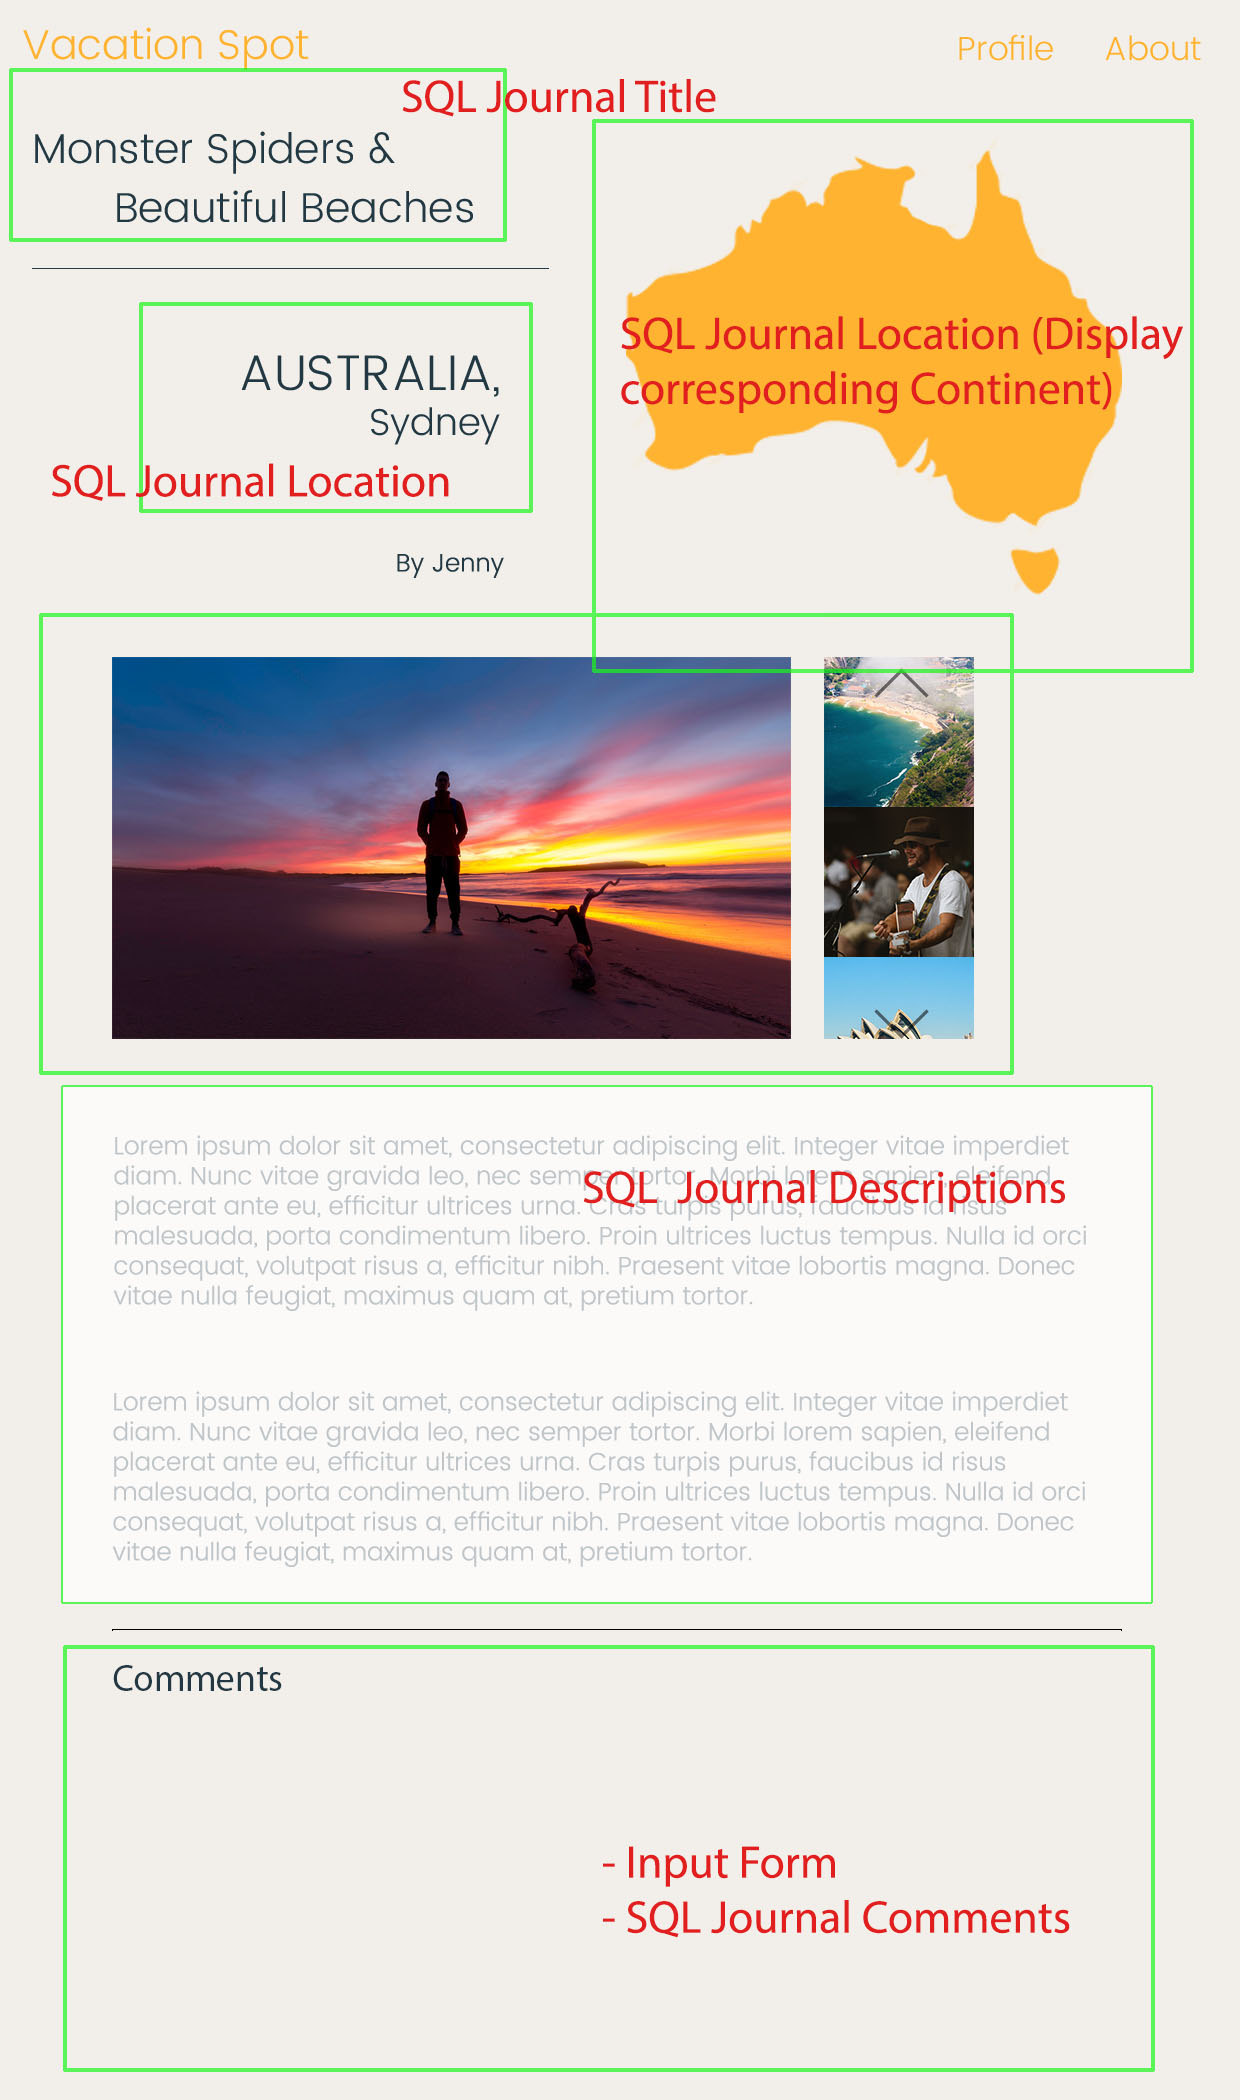 Vacation Spot
Profile
About
SQL Journal Title
Monster Spiders &
Beautiful Beaches
AUSTRALIA,
Sydney
SQL Journal Location
By Jenny
SQL Journal Location (Display
corresponding Continent)
Lorem ipsum dolor sit amet, consectetur adipiscing elit. Integer vitae imperdiet
diam. Nunc vitae gravida leo, nec semper tortor. Morbi lorem sapien, eleifend
placerat ante eu, efficitur ultrices urna. Cras turpis purus, faucibus id risus
malesuada, porta condimentum libero. Proin ultrices luctus tempus. Nulla id orci
consequat, volutpat risus a, efficitur nibh. Praesent vitae lobortis magna. Donec
vitae nulla feugiat, maximus quam at, pretium tortor.
SQL Journal Descriptions
Lorem ipsum dolor sit amet, consectetur adipiscing elit. Integer vitae imperdiet
diam. Nunc vitae gravida leo, nec semper tortor. Morbi lorem sapien, eleifend
placerat ante eu, efficitur ultrices urna. Cras turpis purus, faucibus id risus
malesuada, porta condimentum libero. Proin ultrices luctus tempus. Nulla id orci
consequat, volutpat risus a, efficitur nibh. Praesent vitae lobortis magna. Donec
vitae nulla feugiat, maximus quam at, pretium tortor.
Comments
- Input Form
- SQL Journal Comments